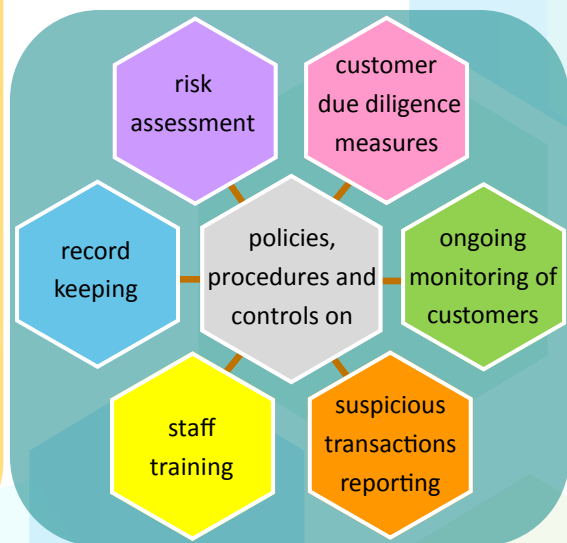 risk
assessment
customer
due diligence
measures
record
keeping
policies,
procedures and
controls on
ongoing
monitoring of
customers
staff
training
suspicious
transactions
reporting